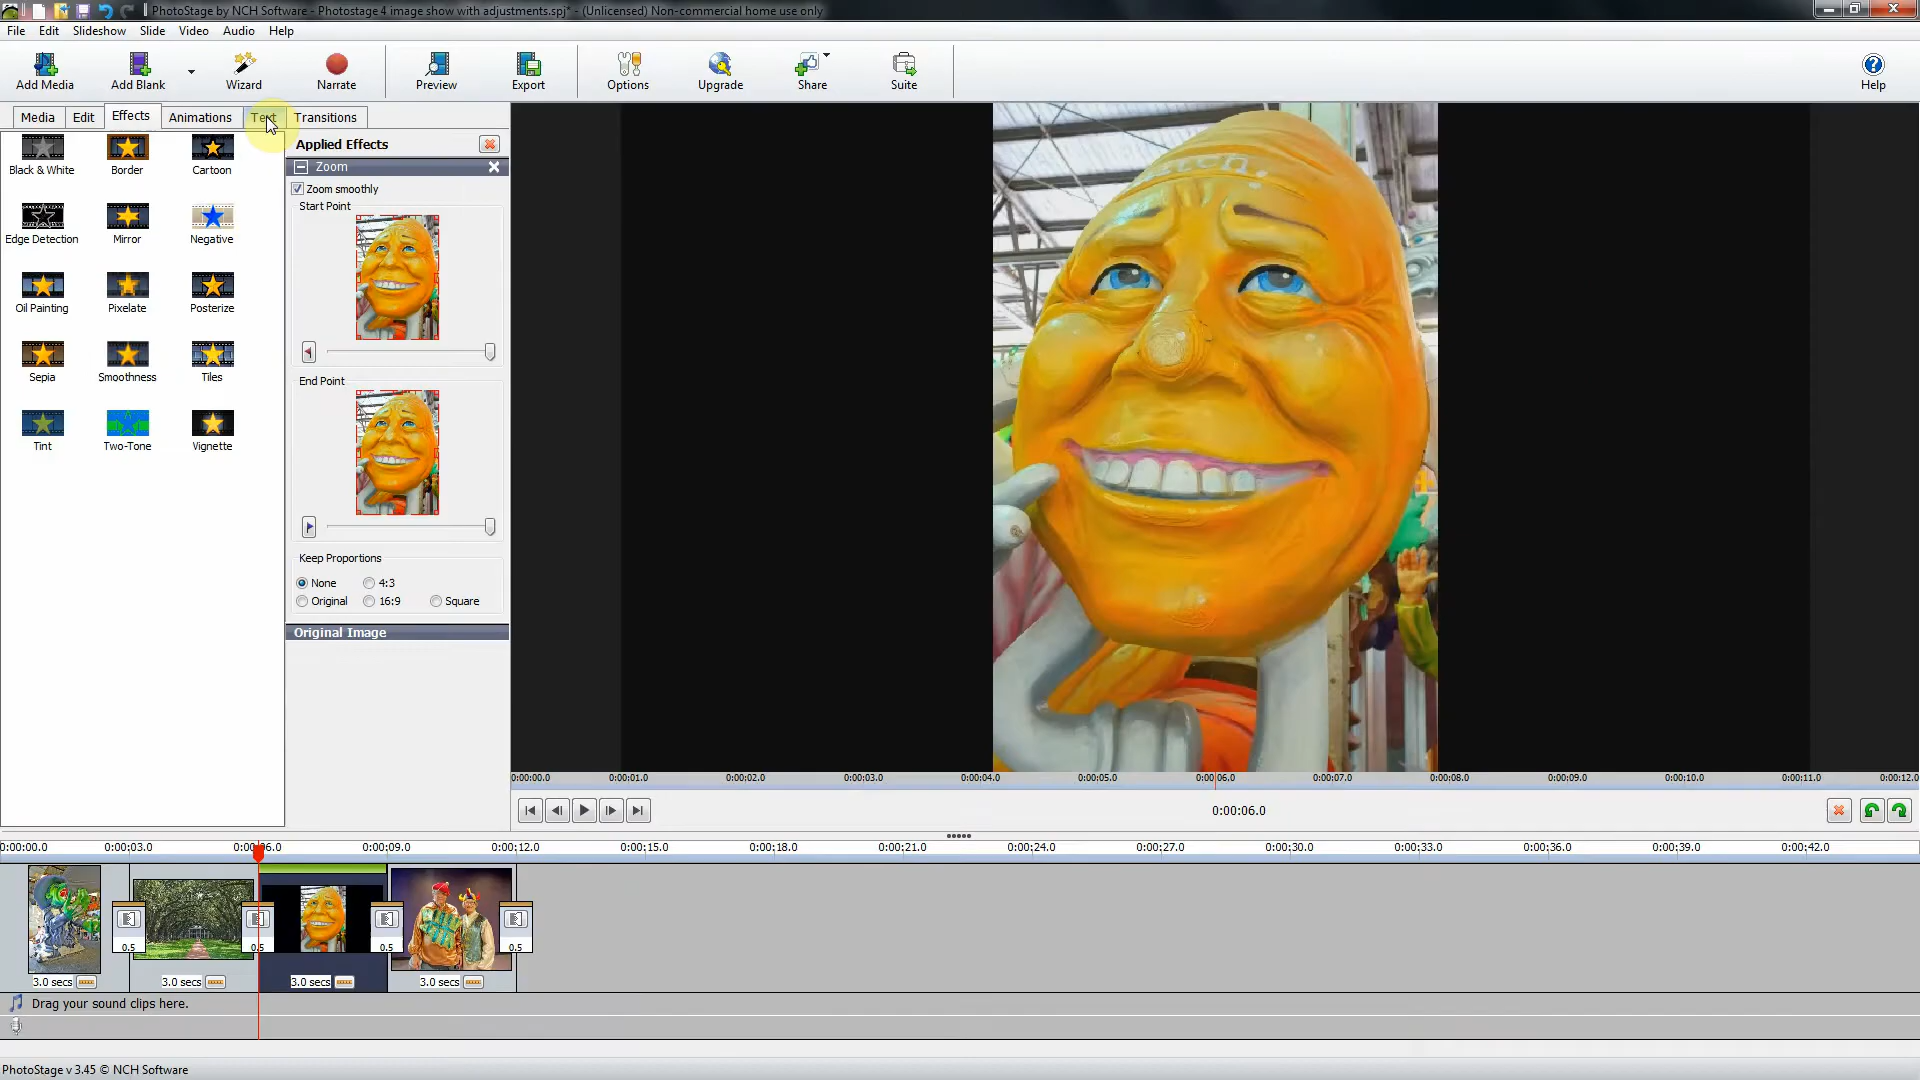 PhotoStage by NCH Software - Photostage 4 image show with adjustments.spj* - (Unlicensed) Non-commercial home use only
File Edit Slideshow Slide Video Audio Help
Add Media Add Blank Wizard Narrate Preview Export Options Upgrade Share Suite Help
Media Edit Effects Animations Text Transitions
Applied Effects
Zoom
Zoom smoothly
Start Point
End Point
Keep Proportions
None 4:3
Original 16:9 Square
Original Image
Black & White Border Cartoon
Edge Detection Mirror Negative
Oil Painting Pixelate Posterize
Sepia Smoothness Tiles
Tint Two-Tone Vignette
0:00:00.0 0:00:01.0 0:00:02.0 0:00:03.0 0:00:04.0 0:00:05.0 0:00:06.0 0:00:07.0 0:00:08.0 0:00:09.0 0:00:10.0 0:00:11.0 0:00:12.0
0:00:06.0
0:00:00.0 0:00:03.0 0:00:06.0 0:00:09.0 0:00:12.0 0:00:15.0 0:00:18.0 0:00:21.0 0:00:24.0 0:00:27.0 0:00:30.0 0:00:33.0 0:00:36.0 0:00:39.0 0:00:42.0
0.5 0.5 0.5 0.5
3.0 secs 3.0 secs 3.0 secs 3.0 secs
Drag your sound clips here.
PhotoStage v 3.45 © NCH Software